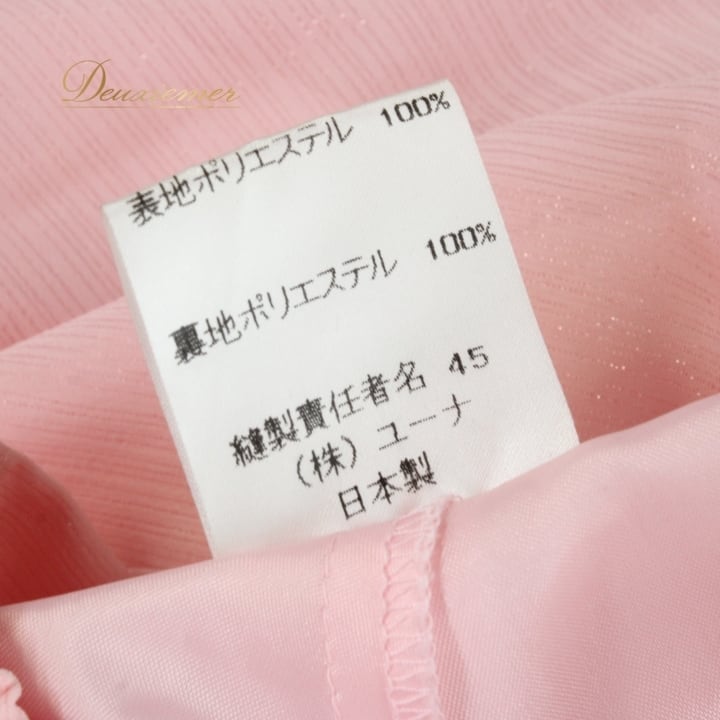 Deuxiemer
表地ポリエステル 100%
裏地ポリエステル 100%
縫製責任者名 45
(株) ユーナ
日本製